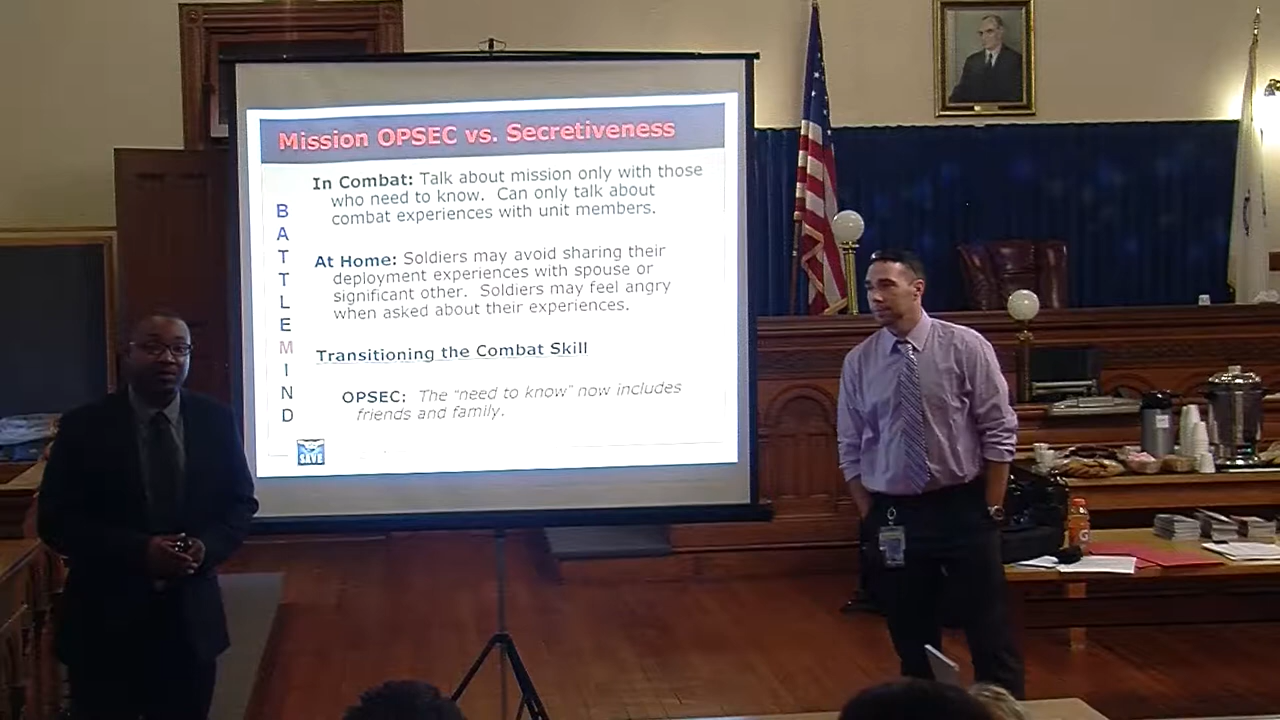 Mission OPSEC vs. Secretiveness
In Combat: Talk about mission only with those
who need to know. Can only talk about
combat experiences with unit members.
At Home: Soldiers may avoid sharing their
deployment experiences with spouse or
significant other. Soldiers may feel angry
when asked about their experiences.
Transitioning the Combat Skill
OPSEC: The "need to know" now includes
friends and family.
BATTLEMIND
SAVE
G